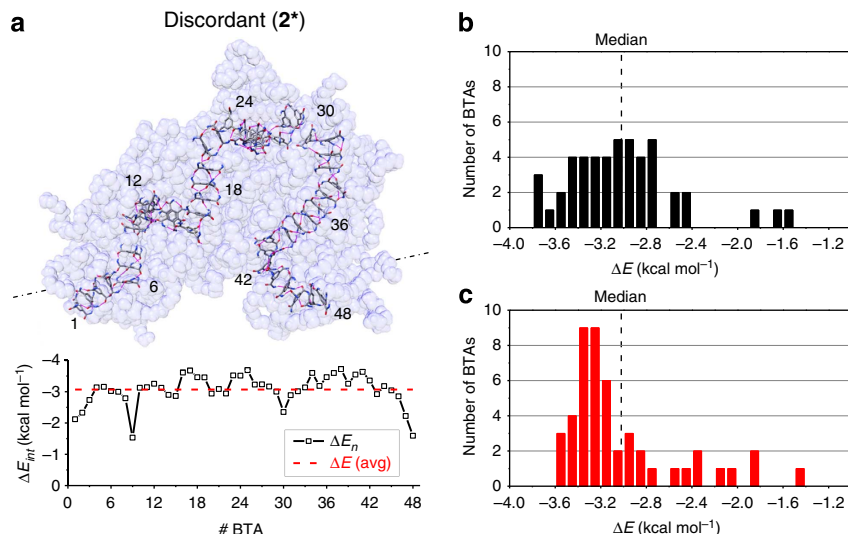 a
Discordant (2*)
24
30
12
18
36
6
42
1
48
–4
–3
–2
–1
0
ΔE_int (kcal mol⁻¹)
ΔE_n
ΔE (avg)
0 6 12 18 24 30 36 42 48
# BTA
b
Median
10
8
6
4
2
0
Number of BTAs
–4.0 –3.6 –3.2 –2.8 –2.4 –2.0 –1.6 –1.2
ΔE (kcal mol⁻¹)
c
Median
10
8
6
4
2
0
Number of BTAs
–4.0 –3.6 –3.2 –2.8 –2.4 –2.0 –1.6 –1.2
ΔE (kcal mol⁻¹)